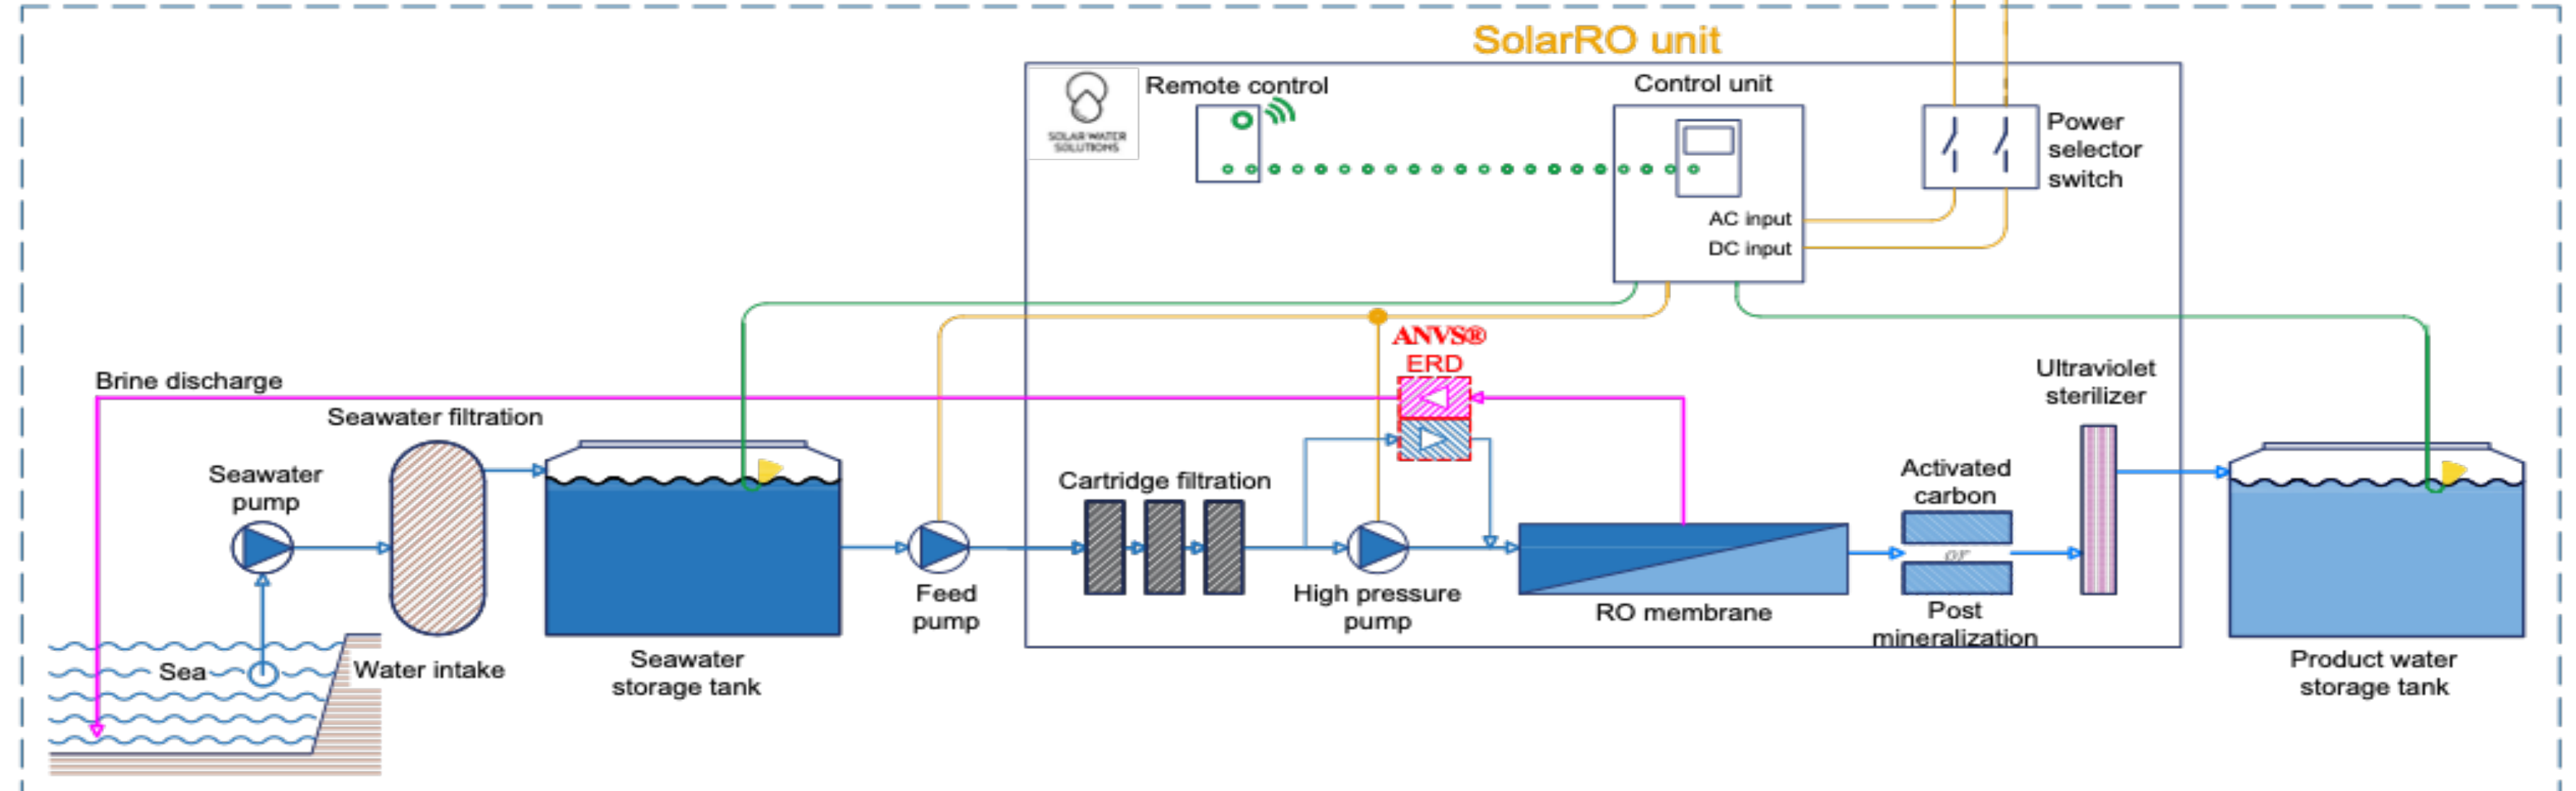 SolarRO unit
SOLAR WATER
SOLUTIONS
Remote control
Control unit
Power
selector
switch
AC input
DC input
ANVS®
ERD
Brine discharge
Seawater filtration
Seawater
pump
Cartridge filtration
Ultraviolet
sterilizer
Activated
carbon
or
Post
mineralization
Feed
pump
High pressure
pump
RO membrane
Sea
Water intake
Seawater
storage tank
Product water
storage tank